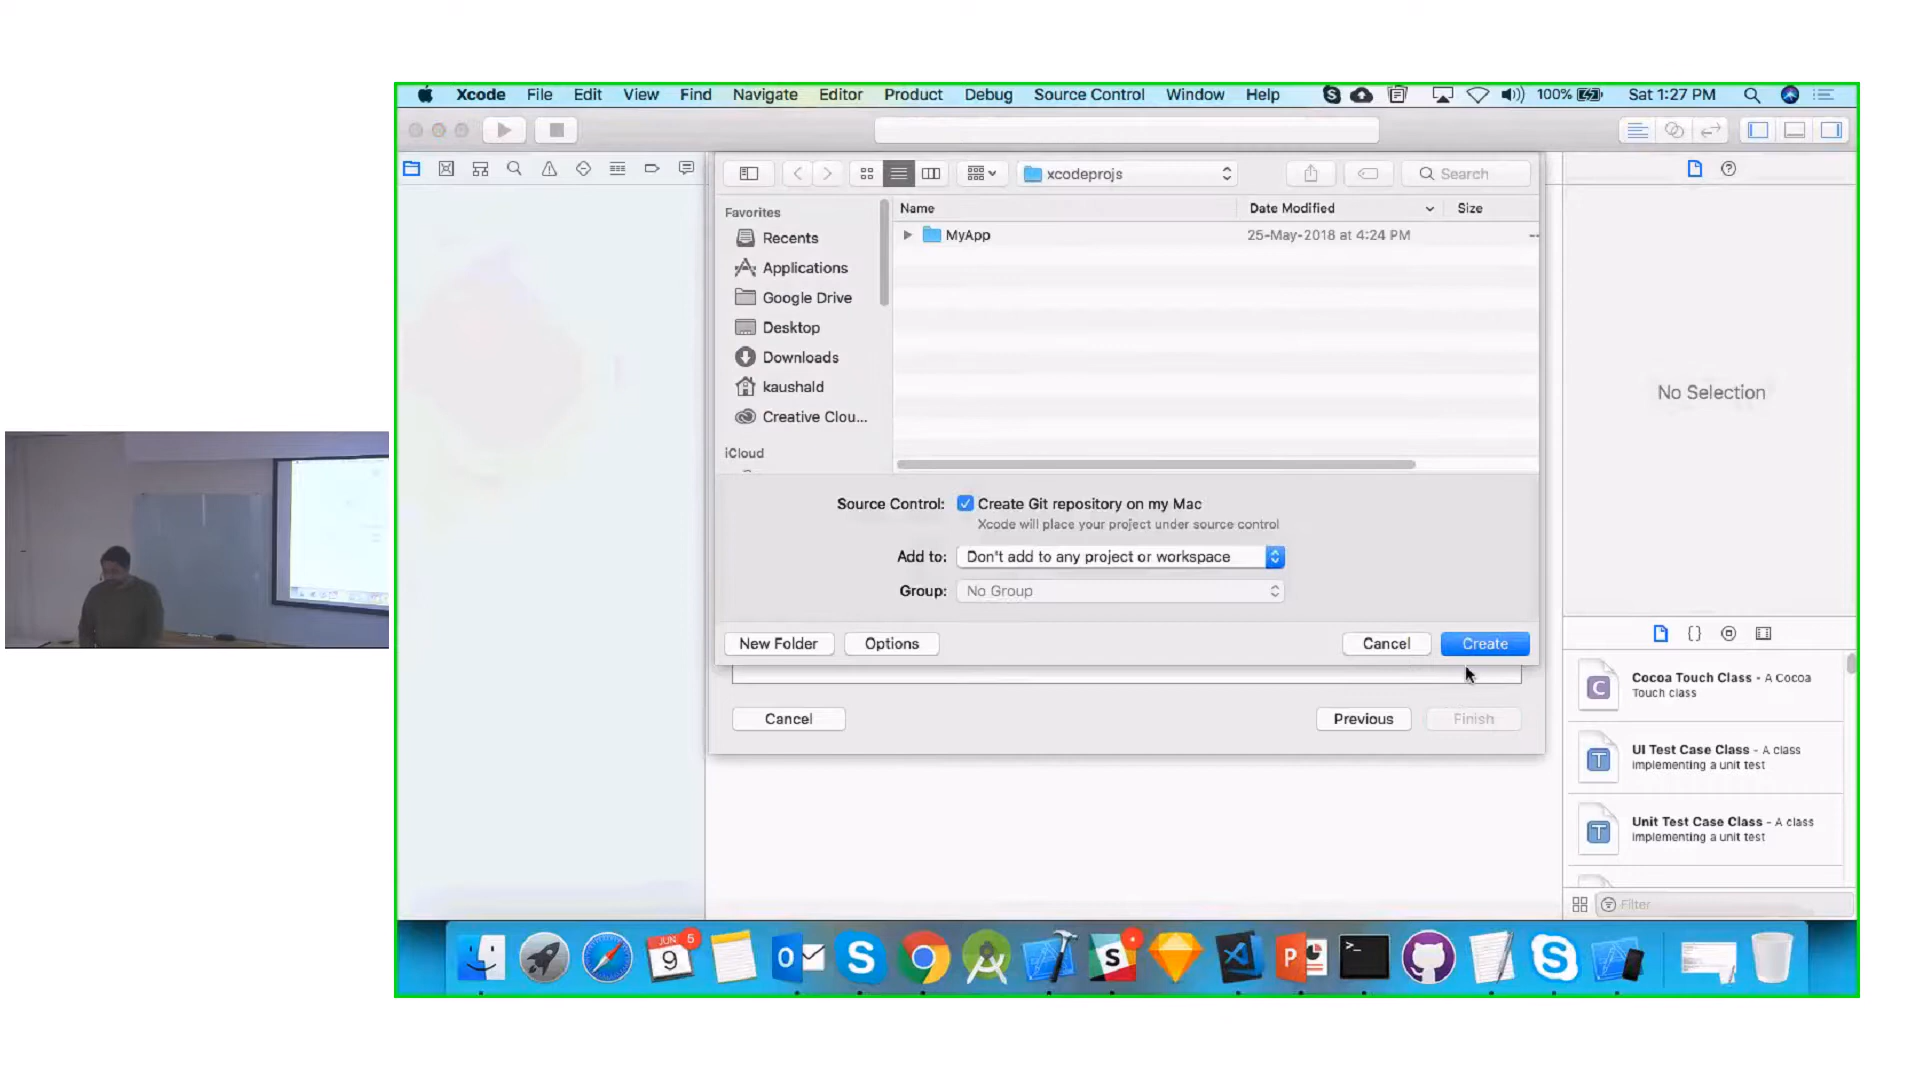 Xcode File Edit View Find Navigate Editor Product Debug Source Control Window Help 100% Sat 1:27 PM
xcodeprojs Search
Favorites
Recents
Applications
Google Drive
Desktop
Downloads
kaushald
Creative Clou...
iCloud
Name Date Modified Size
MyApp 25-May-2018 at 4:24 PM --
Source Control: Create Git repository on my Mac
Xcode will place your project under source control
Add to: Don't add to any project or workspace
Group: No Group
New Folder Options Cancel Create
Cancel Previous Finish
No Selection
{}
C
Cocoa Touch Class - A Cocoa
Touch class
T
UI Test Case Class - A class
implementing a unit test
T
Unit Test Case Class - A class
implementing a unit test
Filter
JUN 5
9
O
S
S
P
>_
S